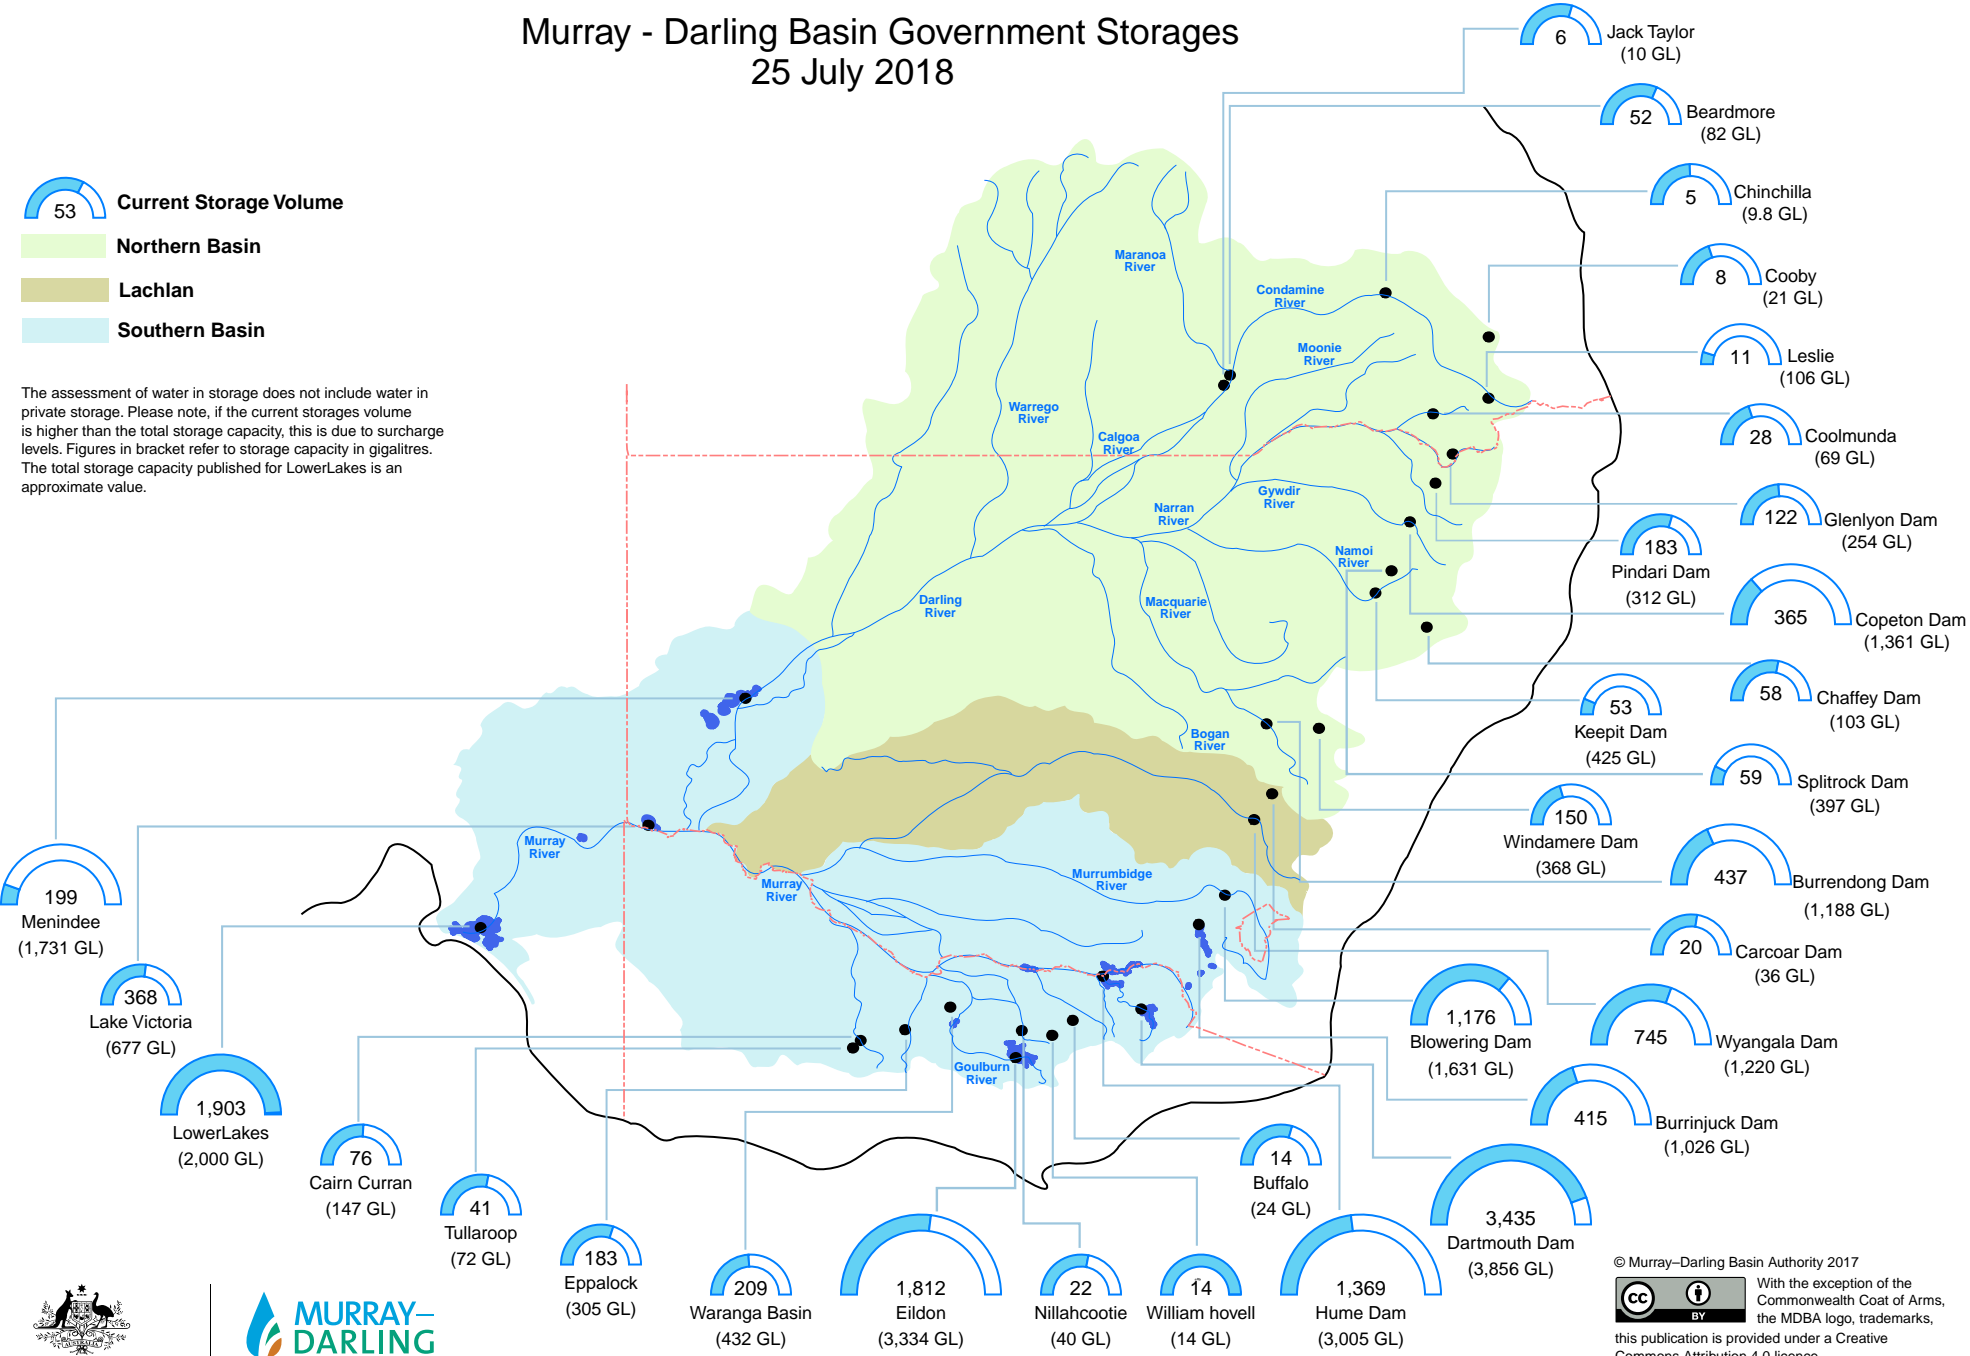 Murray - Darling Basin Government Storages
25 July 2018
53
Current Storage Volume
Northern Basin
Lachlan
Southern Basin
The assessment of water in storage does not include water in
private storage. Please note, if the current storages volume
is higher than the total storage capacity, this is due to surcharge
levels. Figures in bracket refer to storage capacity in gigalitres.
The total storage capacity published for LowerLakes is an
approximate value.
6
Jack Taylor
(10 GL)
52
Beardmore
(82 GL)
5
Chinchilla
(9.8 GL)
8
Cooby
(21 GL)
11
Leslie
(106 GL)
28
Coolmunda
(69 GL)
122
Glenlyon Dam
(254 GL)
183
Pindari Dam
(312 GL)
365
Copeton Dam
(1,361 GL)
58
Chaffey Dam
(103 GL)
53
Keepit Dam
(425 GL)
59
Splitrock Dam
(397 GL)
150
Windamere Dam
(368 GL)
437
Burrendong Dam
(1,188 GL)
20
Carcoar Dam
(36 GL)
1,176
Blowering Dam
(1,631 GL)
745
Wyangala Dam
(1,220 GL)
415
Burrinjuck Dam
(1,026 GL)
3,435
Dartmouth Dam
(3,856 GL)
Maranoa
River
Condamine
River
Moonie
River
Warrego
River
Calgoa
River
Narran
River
Gywdir
River
Namoi
River
Darling
River
Macquarie
River
Bogan
River
Murray
River
Murray
River
Murrumbidge
River
Goulburn
River
199
Menindee
(1,731 GL)
368
Lake Victoria
(677 GL)
1,903
LowerLakes
(2,000 GL)
76
Cairn Curran
(147 GL)
41
Tullaroop
(72 GL)
183
Eppalock
(305 GL)
209
Waranga Basin
(432 GL)
1,812
Eildon
(3,334 GL)
22
Nillahcootie
(40 GL)
14
William hovell
(14 GL)
14
Buffalo
(24 GL)
1,369
Hume Dam
(3,005 GL)
MURRAY–
DARLING
© Murray–Darling Basin Authority 2017
cc
BY
With the exception of the
Commonwealth Coat of Arms,
the MDBA logo, trademarks,
this publication is provided under a Creative
Commons Attribution 4.0 licence